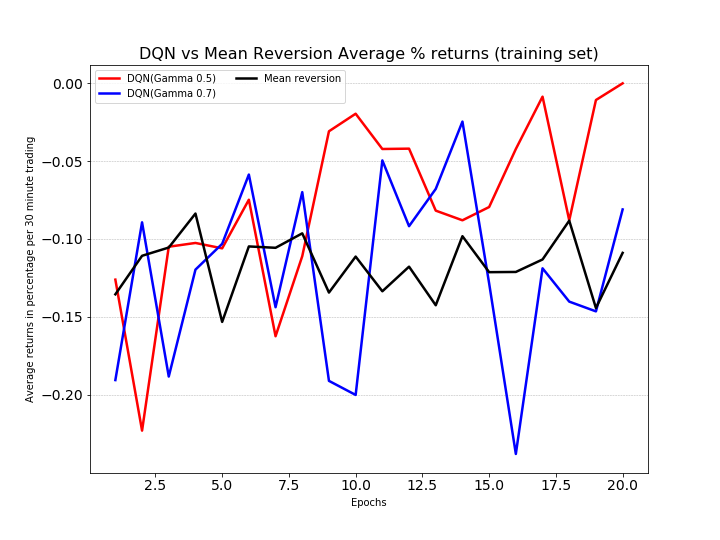 DQN vs Mean Reversion Average % returns (training set)
DQN(Gamma 0.5)
DQN(Gamma 0.7)
Mean reversion
Average returns in percentage per 30 minute trading
0.00
−0.05
−0.10
−0.15
−0.20
2.5 5.0 7.5 10.0 12.5 15.0 17.5 20.0
Epochs